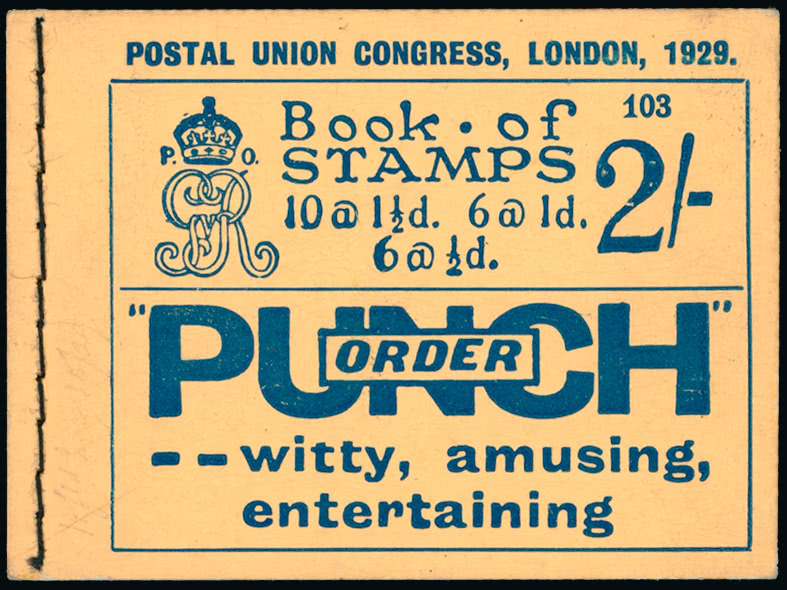 POSTAL UNION CONGRESS, LONDON, 1929.
P. O.
GRV
Book · of
STAMPS
10 @ 1½d. 6 @ 1d.
6 @ ½d.
103
2/-
"PUNCH"
ORDER
--witty, amusing,
entertaining